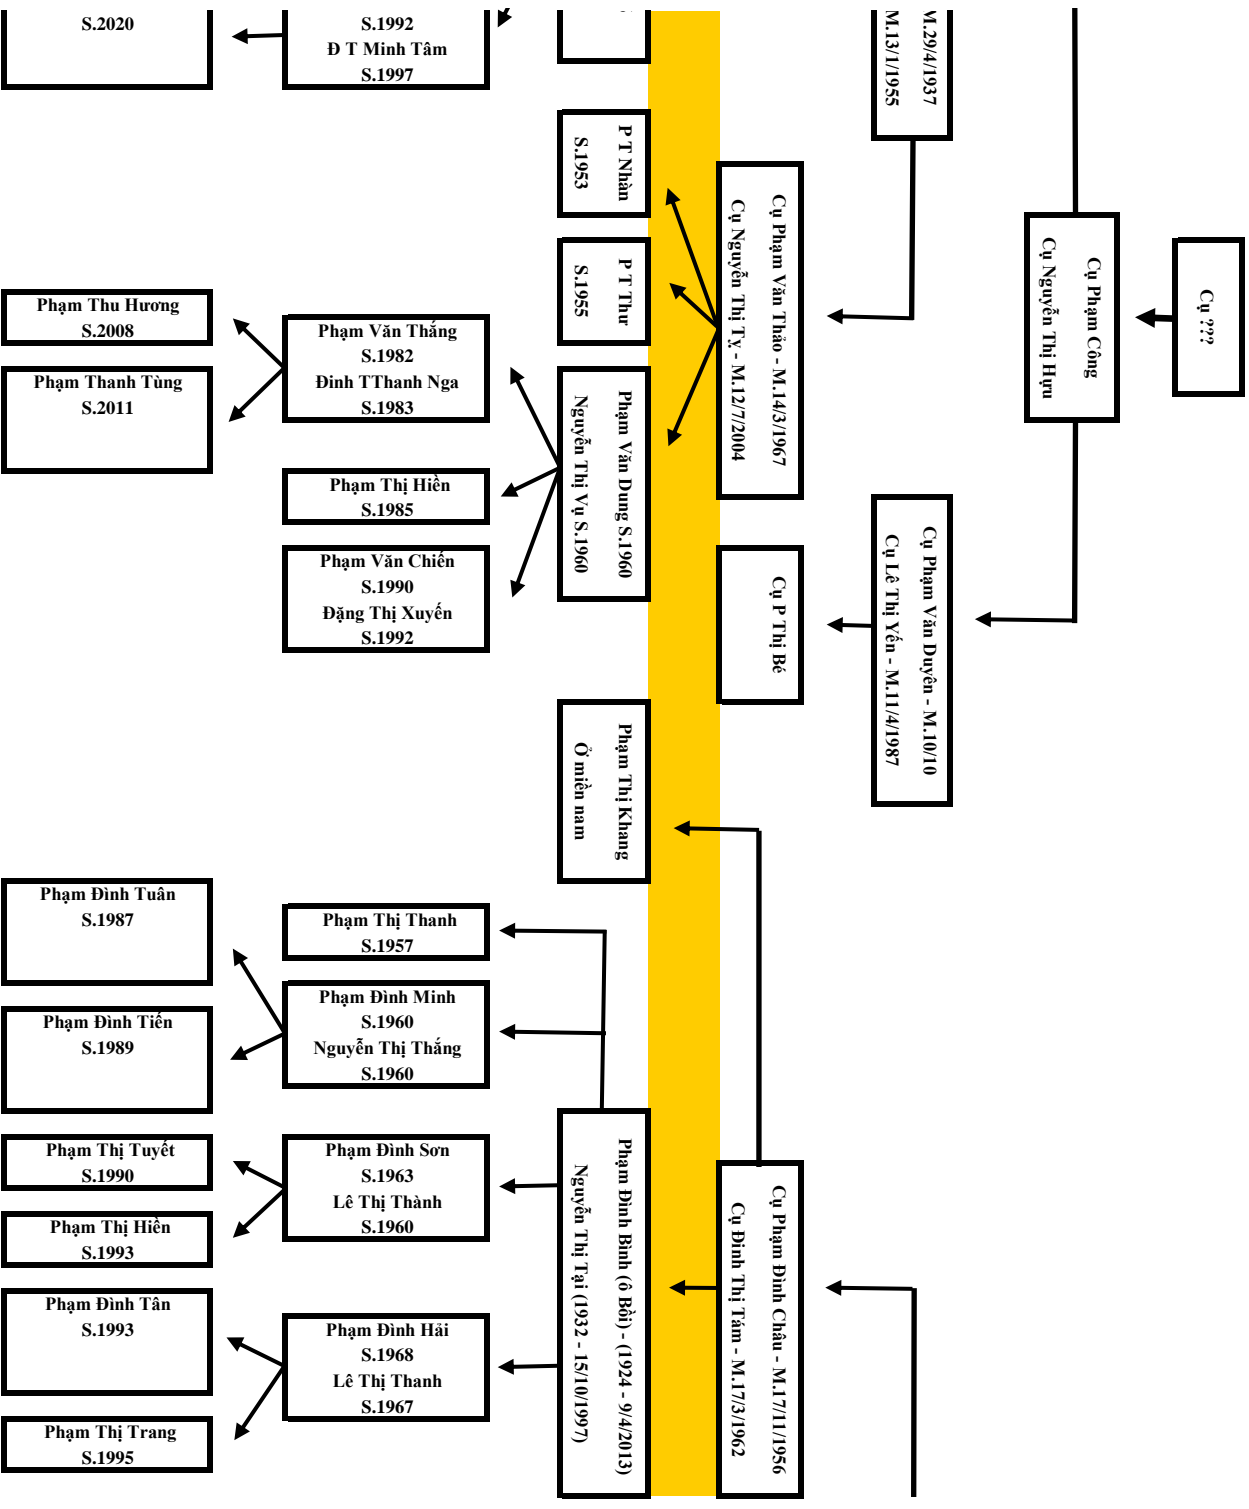 S.2020
S.1992
Đ T Minh Tâm
S.1997
M.29/4/1937
M.13/1/1955
P T Nhàn
S.1953
Cụ Phạm Văn Thảo - M.14/3/1967
Cụ Nguyễn Thị Tỵ - M.12/7/2004
Cụ Phạm Công
Cụ Nguyễn Thị Hựu
Cụ ???
P T Thư
S.1955
Phạm Thu Hương
S.2008
Phạm Thanh Tùng
S.2011
Phạm Văn Thắng
S.1982
Đinh TThanh Nga
S.1983
Phạm Văn Dung S.1960
Nguyễn Thị Vụ S.1960
Phạm Thị Hiền
S.1985
Phạm Văn Chiến
S.1990
Đặng Thị Xuyến
S.1992
Cụ P Thị Bé
Cụ Phạm Văn Duyên - M.10/10
Cụ Lê Thị Yến - M.11/4/1987
Phạm Thị Khang
Ở miền nam
Phạm Đình Tuân
S.1987
Phạm Thị Thanh
S.1957
Phạm Đình Tiến
S.1989
Phạm Đình Minh
S.1960
Nguyễn Thị Thắng
S.1960
Phạm Thị Tuyết
S.1990
Phạm Thị Hiền
S.1993
Phạm Đình Sơn
S.1963
Lê Thị Thành
S.1960
Phạm Đình Bình (ô Bồi) - (1924 - 9/4/2013)
Nguyễn Thị Tại (1932 - 15/10/1997)
Cụ Phạm Đình Châu - M.17/11/1956
Cụ Đinh Thị Tám - M.17/3/1962
Phạm Đình Tân
S.1993
Phạm Thị Trang
S.1995
Phạm Đình Hải
S.1968
Lê Thị Thanh
S.1967